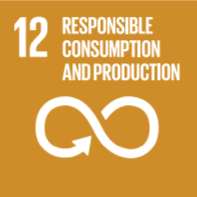 12 RESPONSIBLE
CONSUMPTION
AND PRODUCTION